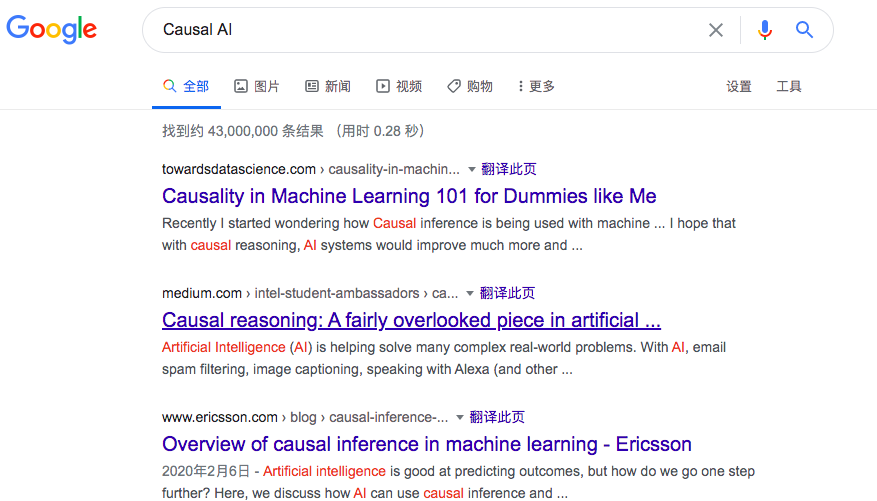 Google
Causal AI
全部 图片 新闻 视频 购物 更多 设置 工具
找到约 43,000,000 条结果 （用时 0.28 秒）
towardsdatascience.com › causality-in-machin... 翻译此页
Causality in Machine Learning 101 for Dummies like Me
Recently I started wondering how Causal inference is being used with machine ... I hope that
with causal reasoning, AI systems would improve much more and ...
medium.com › intel-student-ambassadors › ca... 翻译此页
Causal reasoning: A fairly overlooked piece in artificial ...
Artificial Intelligence (AI) is helping solve many complex real-world problems. With AI, email
spam filtering, image captioning, speaking with Alexa (and other ...
www.ericsson.com › blog › causal-inference-... 翻译此页
Overview of causal inference in machine learning - Ericsson
2020年2月6日 - Artificial intelligence is good at predicting outcomes, but how do we go one step
further? Here, we discuss how AI can use causal inference and ...